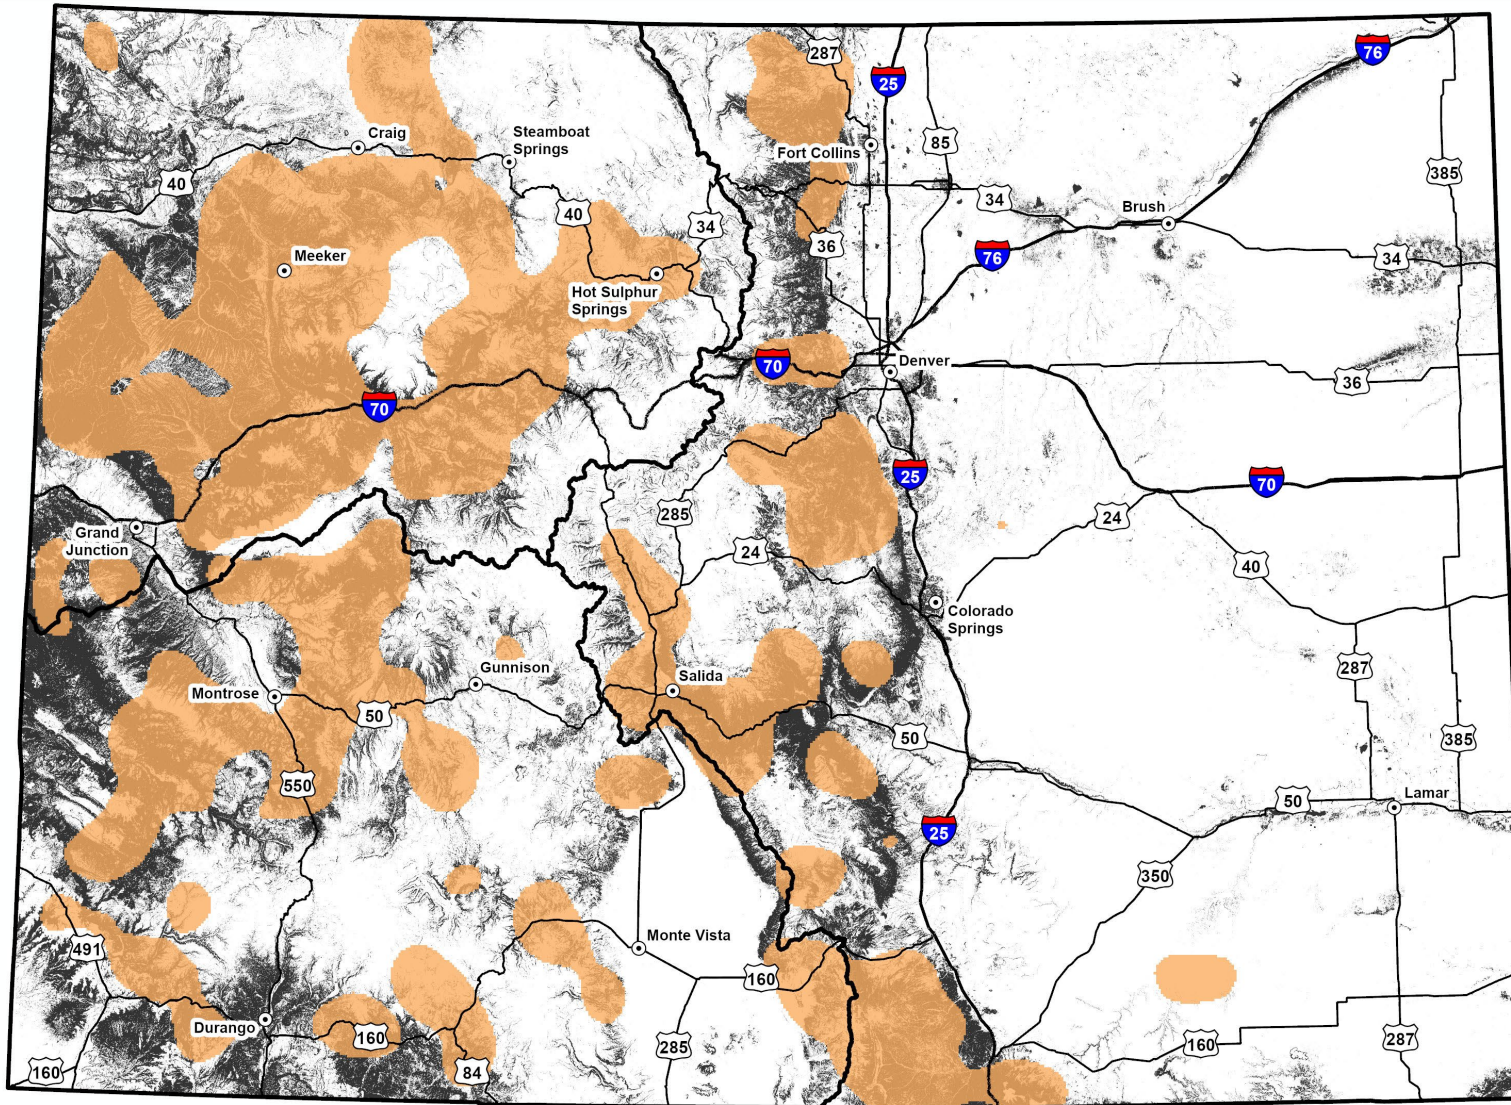 76
287
25
Craig
Steamboat
Springs
Fort Collins
85
385
40
34
40
34
Brush
36
Meeker
76
34
Hot Sulphur
Springs
70
Denver
36
70
25
70
285
24
Grand
Junction
24
40
Colorado
Springs
Gunnison
Salida
287
Montrose
50
50
385
550
50
Lamar
25
350
491
Monte Vista
160
Durango
160
285
160
287
160
84